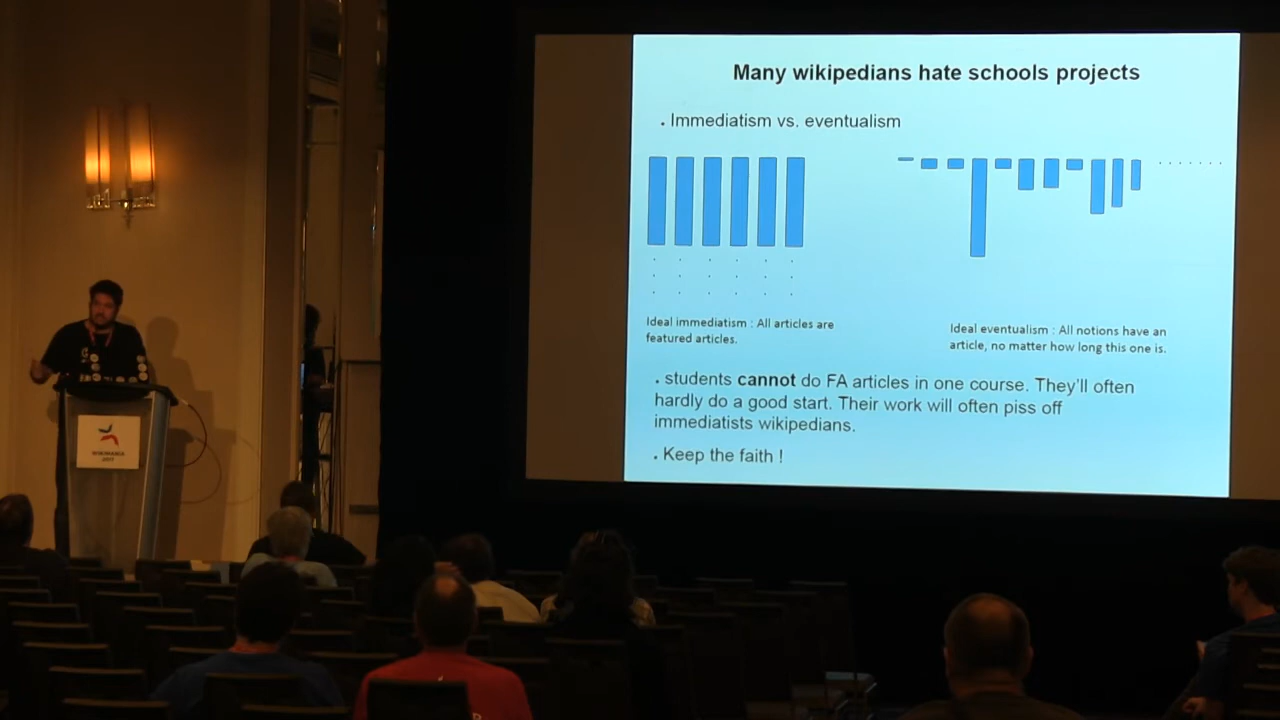 Many wikipedians hate schools projects
. Immediatism vs. eventualism
Ideal immediatism : All articles are
featured articles.
Ideal eventualism : All notions have an
article, no matter how long this one is.
. students cannot do FA articles in one course. They'll often
hardly do a good start. Their work will often piss off
immediatists wikipedians.
. Keep the faith !
WIKIMANIA
2017